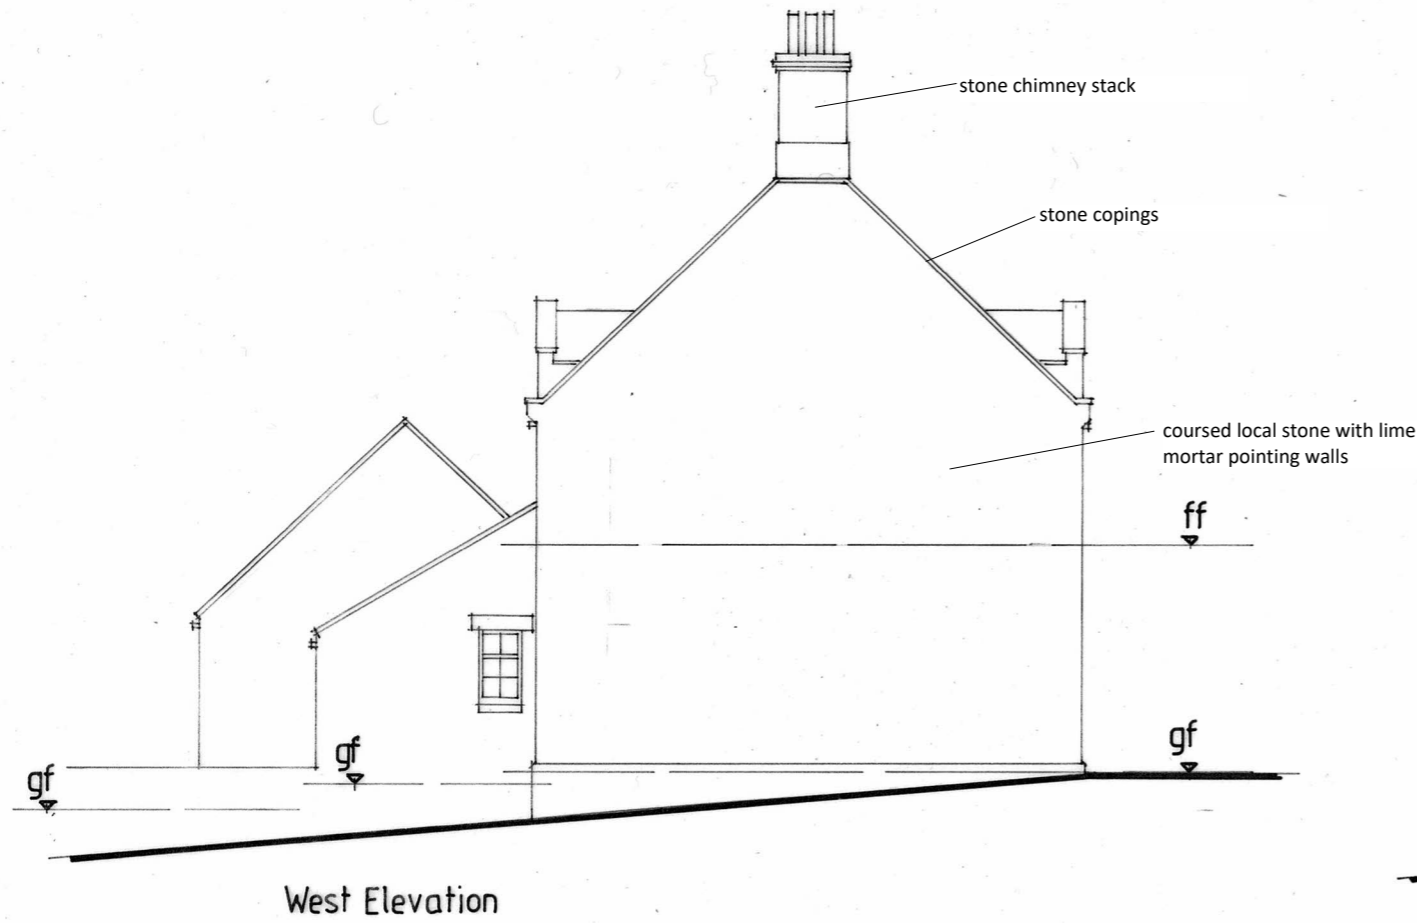 stone chimney stack
stone copings
coursed local stone with lime
mortar pointing walls
ff
gf
gf
gf
West Elevation